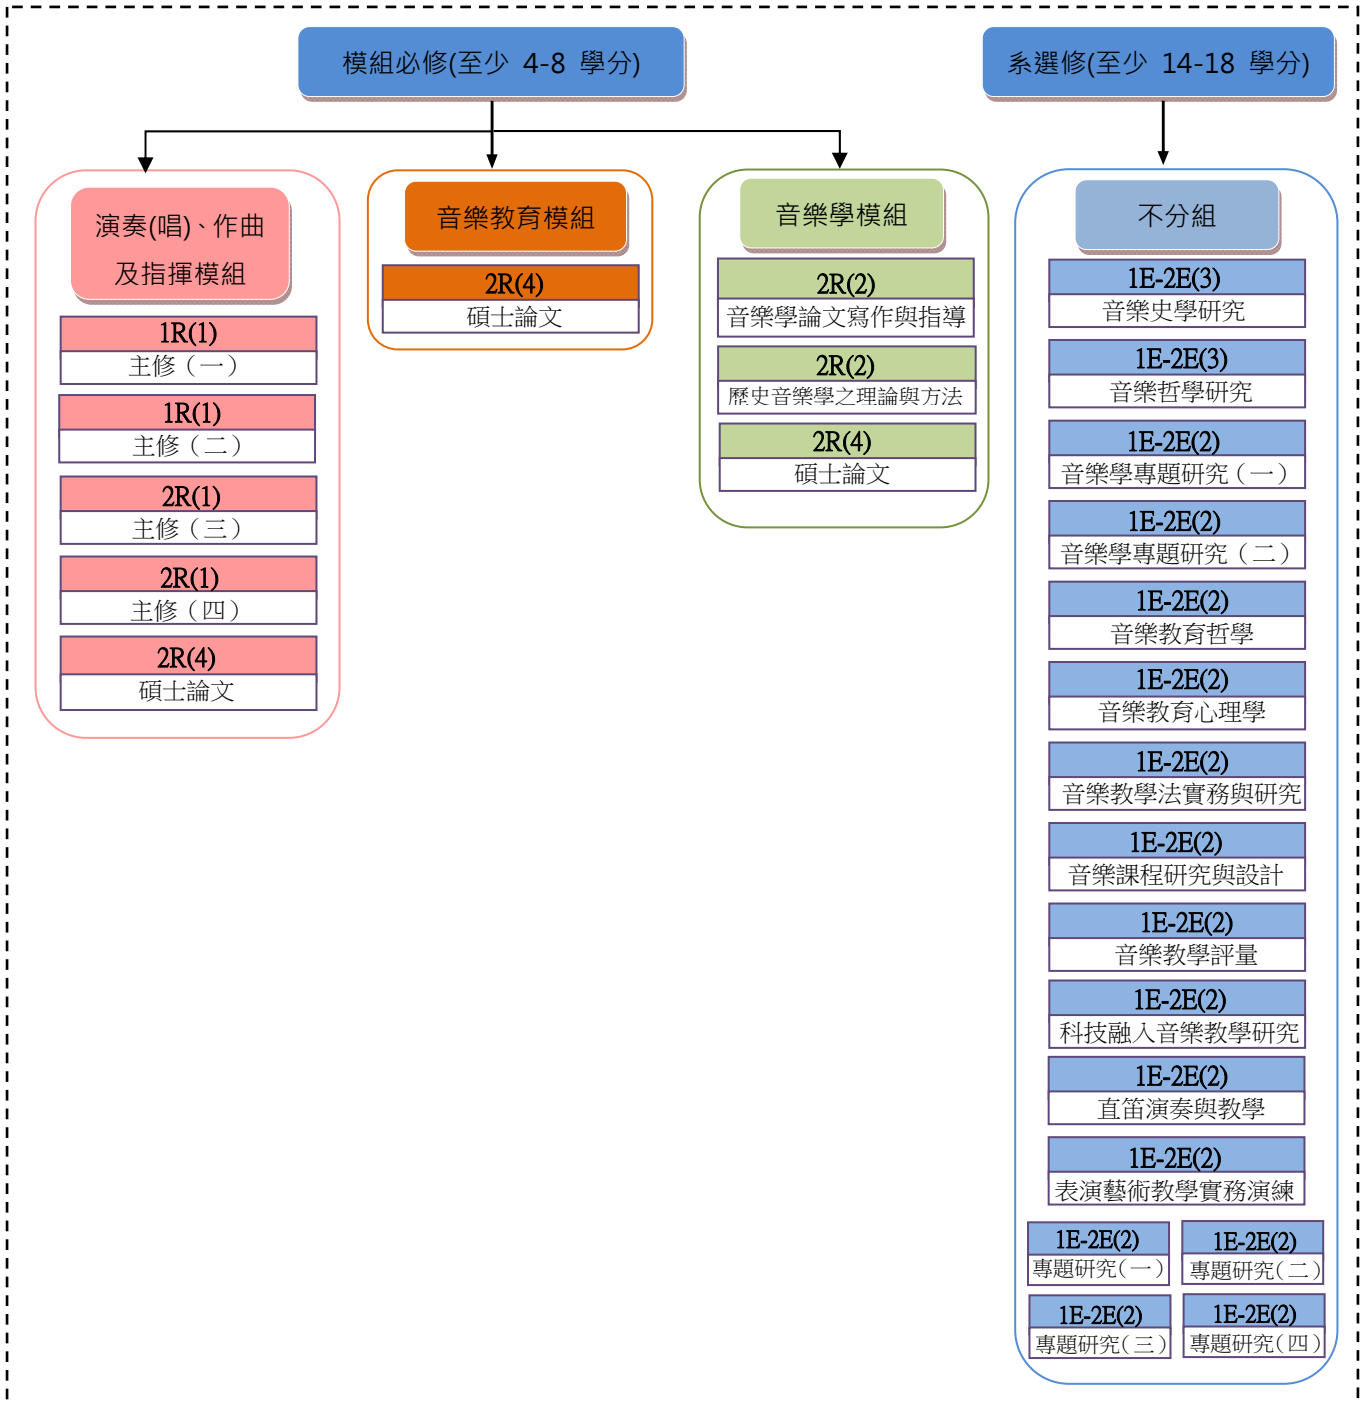 模組必修(至少 4-8 學分)
系選修(至少 14-18 學分)
演奏(唱)、作曲
及指揮模組
1R(1)
主修（一）
1R(1)
主修（二）
2R(1)
主修（三）
2R(1)
主修（四）
2R(4)
碩士論文
音樂教育模組
2R(4)
碩士論文
音樂學模組
2R(2)
音樂學論文寫作與指導
2R(2)
歷史音樂學之理論與方法
2R(4)
碩士論文
不分組
1E-2E(3)
音樂史學研究
1E-2E(3)
音樂哲學研究
1E-2E(2)
音樂學專題研究（一）
1E-2E(2)
音樂學專題研究（二）
1E-2E(2)
音樂教育哲學
1E-2E(2)
音樂教育心理學
1E-2E(2)
音樂教學法實務與研究
1E-2E(2)
音樂課程研究與設計
1E-2E(2)
音樂教學評量
1E-2E(2)
科技融入音樂教學研究
1E-2E(2)
直笛演奏與教學
1E-2E(2)
表演藝術教學實務演練
1E-2E(2)
專題研究(一)
1E-2E(2)
專題研究(二)
1E-2E(2)
專題研究(三)
1E-2E(2)
專題研究(四)